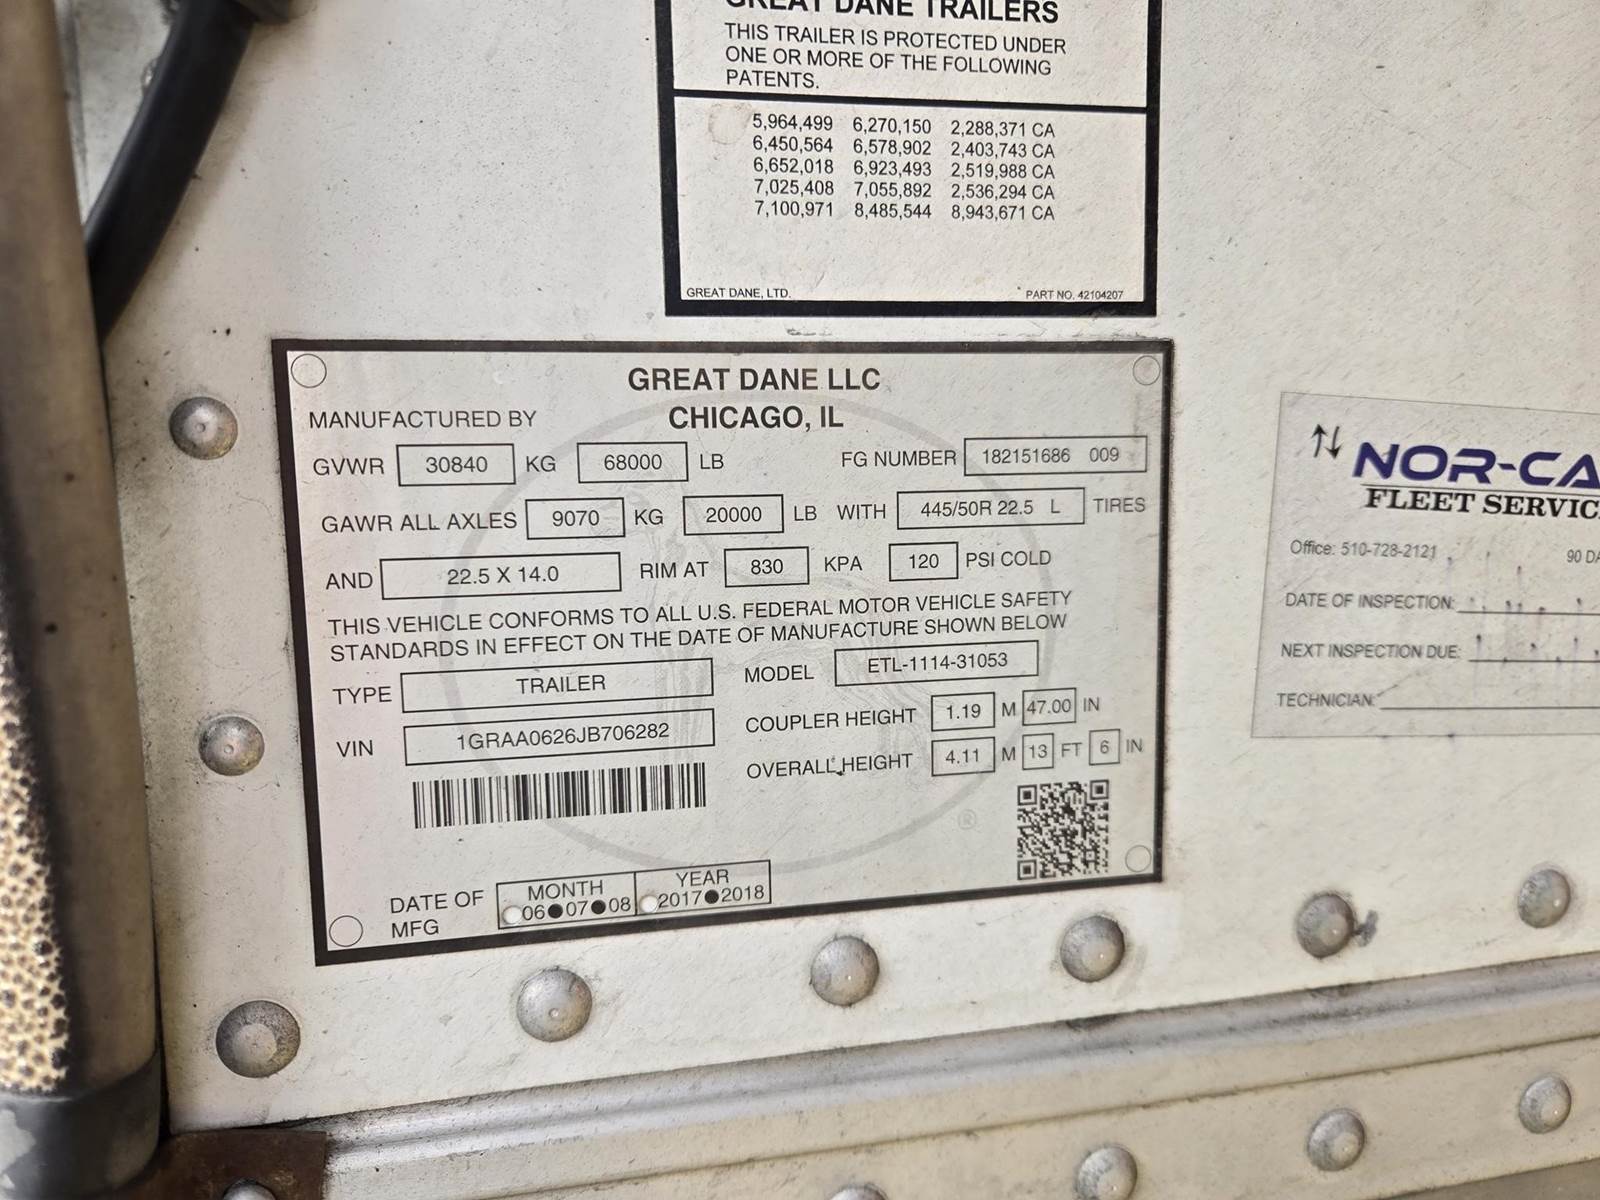 GREAT DANE TRAILERS
THIS TRAILER IS PROTECTED UNDER
ONE OR MORE OF THE FOLLOWING
PATENTS.
5,964,499 6,270,150 2,288,371 CA
6,450,564 6,578,902 2,403,743 CA
6,652,018 6,923,493 2,519,988 CA
7,025,408 7,055,892 2,536,294 CA
7,100,971 8,485,544 8,943,671 CA
GREAT DANE, LTD. PART NO. 42104207
GREAT DANE LLC
MANUFACTURED BY CHICAGO, IL
GVWR 30840 KG 68000 LB FG NUMBER 182151686 009
GAWR ALL AXLES 9070 KG 20000 LB WITH 445/50R 22.5 L TIRES
AND 22.5 X 14.0 RIM AT 830 KPA 120 PSI COLD
THIS VEHICLE CONFORMS TO ALL U.S. FEDERAL MOTOR VEHICLE SAFETY
STANDARDS IN EFFECT ON THE DATE OF MANUFACTURE SHOWN BELOW
TYPE TRAILER MODEL ETL-1114-31053
VIN 1GRAA0626JB706282 COUPLER HEIGHT 1.19 M 47.00 IN
OVERALL HEIGHT 4.11 M 13 FT 6 IN
®
DATE OF MFG MONTH YEAR
06 07 08 2017 2018
NOR-CA
FLEET SERVIC
Office: 510-728-2121 90 DA
DATE OF INSPECTION:
NEXT INSPECTION DUE:
TECHNICIAN: